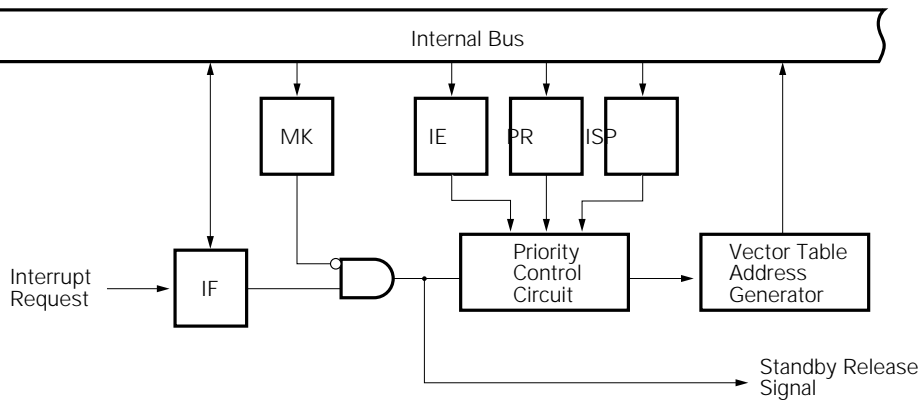 Internal Bus
MK
IE
PR
ISP
Interrupt
Request
IF
Priority
Control
Circuit
Vector Table
Address
Generator
Standby Release
Signal